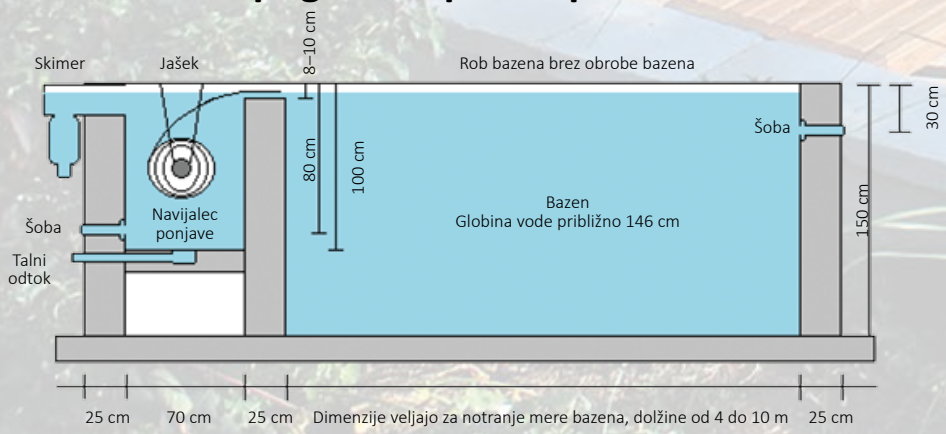 Skimer
Jašek
8–10 cm
Rob bazena brez obrobe bazena
30 cm
Šoba
80 cm
100 cm
150 cm
Bazen
Globina vode približno 146 cm
Navijalec
ponjave
Šoba
Talni
odtok
25 cm
70 cm
25 cm
Dimenzije veljajo za notranje mere bazena, dolžine od 4 do 10 m
25 cm